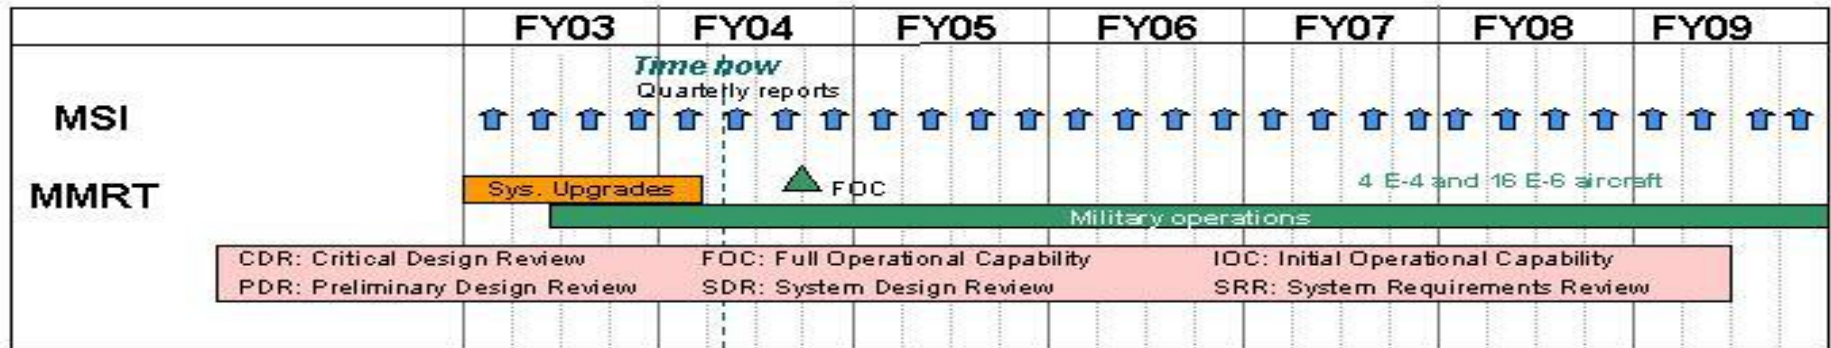 FY03 FY04 FY05 FY06 FY07 FY08 FY09
Time now
Quarterly reports
MSI
MMRT
Sys. Upgrades
FOC
4 E-4 and 16 E-6 aircraft
Military operations
CDR: Critical Design Review FOC: Full Operational Capability IOC: Initial Operational Capability
PDR: Preliminary Design Review SDR: System Design Review SRR: System Requirements Review